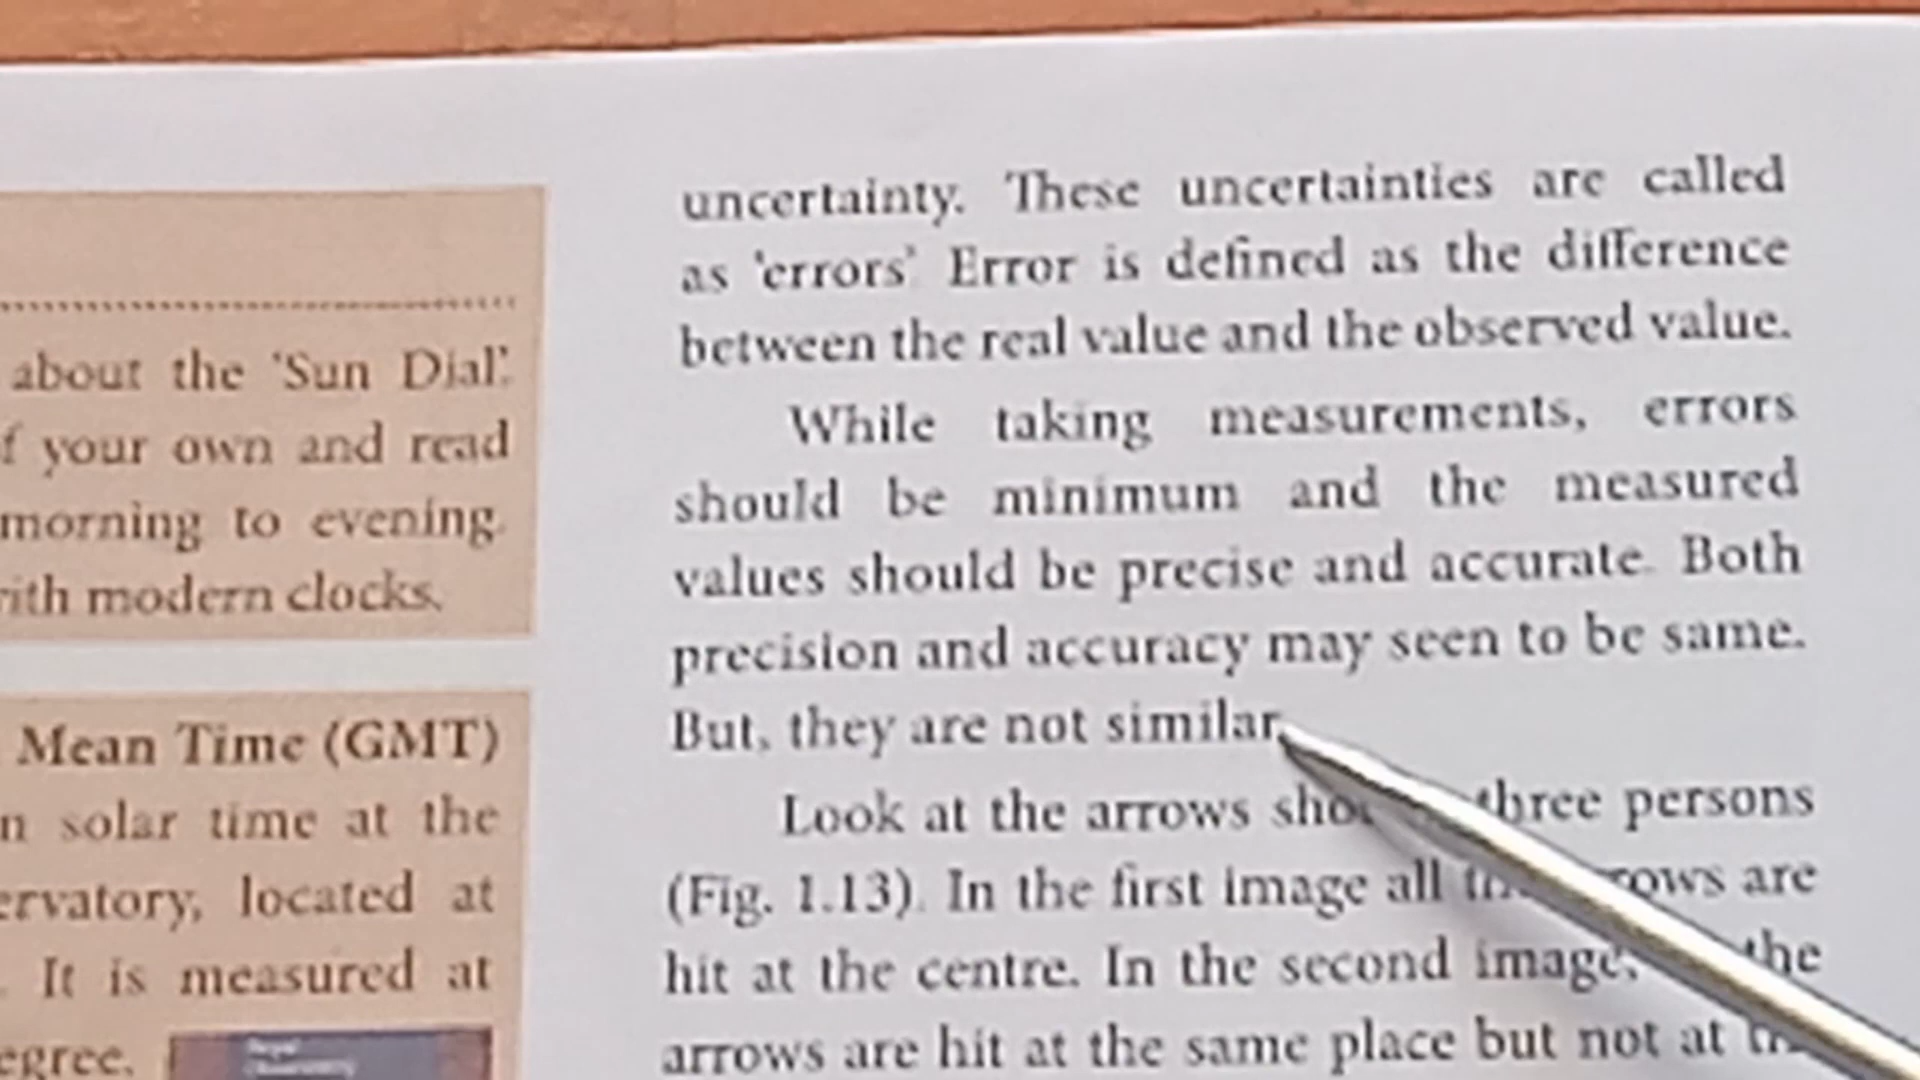 about the ‘Sun Dial’.
f your own and read
morning to evening.
ith modern clocks.
Mean Time (GMT)
n solar time at the
ervatory, located at
. It is measured at
egree.
Royal
Observatory
uncertainty. These uncertainties are called
as ‘errors’. Error is defined as the difference
between the real value and the observed value.
While taking measurements, errors
should be minimum and the measured
values should be precise and accurate. Both
precision and accuracy may seen to be same.
But, they are not similar.
Look at the arrows three persons
(Fig. 1.13). In the first image all are
hit at the centre. In the second image, the
arrows are hit at the same place but not at